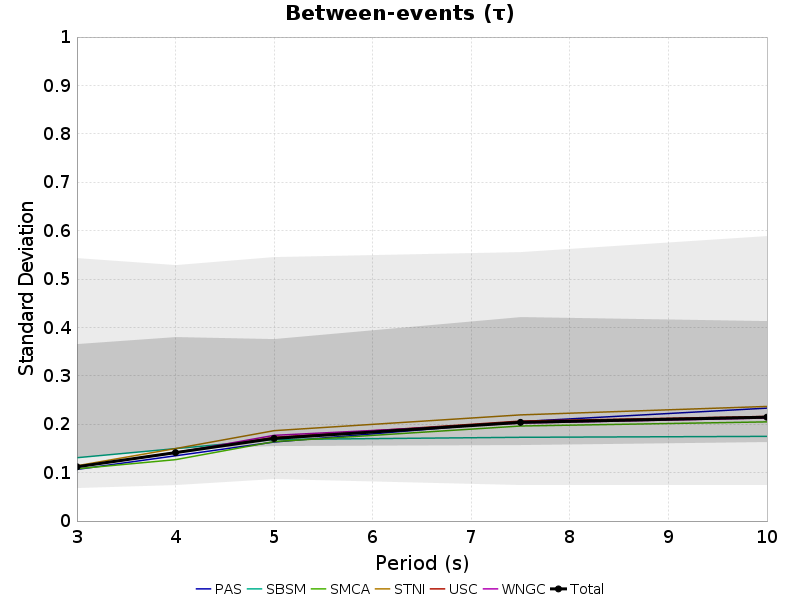 Between-events (τ)
1
0.9
0.8
0.7
0.6
0.5
0.4
0.3
0.2
0.1
0
Standard Deviation
3 4 5 6 7 8 9 10
Period (s)
PAS SBSM SMCA STNI USC WNGC Total